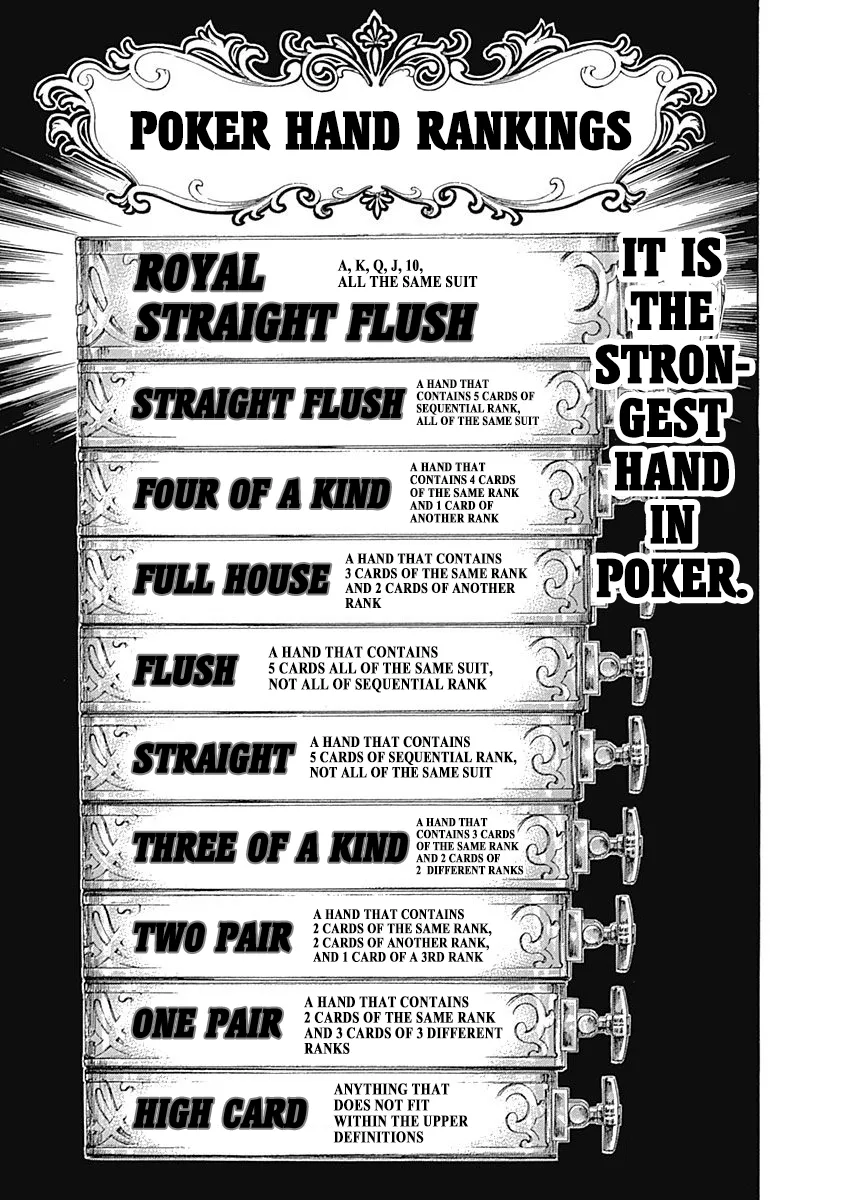 POKER HAND RANKINGS
ROYAL
STRAIGHT FLUSH
A, K, Q, J, 10,
ALL THE SAME SUIT
IT IS
THE
STRON-
GEST
HAND
IN
POKER.
STRAIGHT FLUSH
A HAND THAT
CONTAINS 5 CARDS OF
SEQUENTIAL RANK,
ALL OF THE SAME SUIT
FOUR OF A KIND
A HAND THAT
CONTAINS 4 CARDS
OF THE SAME RANK
AND 1 CARD OF
ANOTHER RANK
FULL HOUSE
A HAND THAT CONTAINS
3 CARDS OF THE SAME RANK
AND 2 CARDS OF ANOTHER
RANK
FLUSH
A HAND THAT CONTAINS
5 CARDS ALL OF THE SAME SUIT,
NOT ALL OF SEQUENTIAL RANK
STRAIGHT
A HAND THAT CONTAINS
5 CARDS OF SEQUENTIAL RANK,
NOT ALL OF THE SAME SUIT
THREE OF A KIND
A HAND THAT
CONTAINS 3 CARDS
OF THE SAME RANK
AND 2 CARDS OF
2 DIFFERENT RANKS
TWO PAIR
A HAND THAT CONTAINS
2 CARDS OF THE SAME RANK,
2 CARDS OF ANOTHER RANK,
AND 1 CARD OF A 3RD RANK
ONE PAIR
A HAND THAT CONTAINS
2 CARDS OF THE SAME RANK
AND 3 CARDS OF 3 DIFFERENT
RANKS
HIGH CARD
ANYTHING THAT
DOES NOT FIT
WITHIN THE UPPER
DEFINITIONS